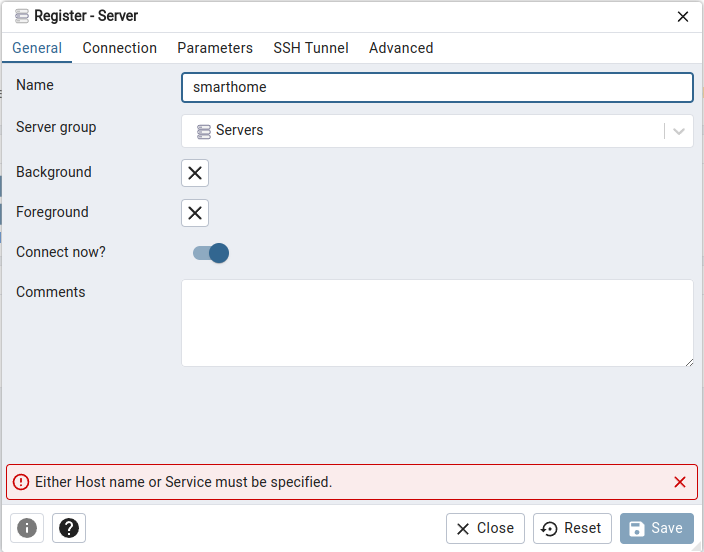 Register - Server
General Connection Parameters SSH Tunnel Advanced
Name smarthome
Server group Servers
Background
Foreground
Connect now?
Comments
Either Host name or Service must be specified.
Close Reset Save